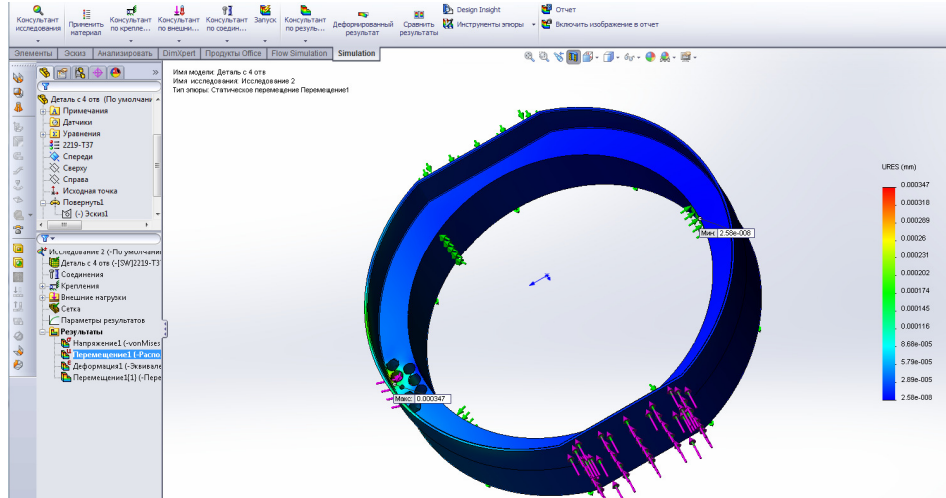 Консультант исследования
Применить материал
Консультант по крепле...
Консультант по внешни...
Консультант по соедин...
Запуск
Консультант по резуль...
Деформированный результат
Сравнить результаты
Design Insight
Инструменты эпюры
Отчет
Включить изображение в отчет
Элементы Эскиз Анализировать DimXpert Продукты Office Flow Simulation Simulation
Имя модели: Деталь с 4 отв
Имя исследования: Исследование 2
Тип эпюры: Статическое перемещение Перемещение1
Деталь с 4 отв (По умолчани
Примечания
Датчики
Уравнения
2219-T37
Спереди
Сверху
Справа
Исходная точка
Повернуть1
(-) Эскиз1
Исследование 2 (-По умолчани
Деталь с 4 отв (-[SW]2219-T3
Соединения
Крепления
Внешние нагрузки
Сетка
Параметры результатов
Результаты
Напряжение1 (-vonMises
Перемещение1 (-Распо.
Деформация1 (-Эквивале
Перемещение1(1) (-Пере
Мин: 2.58e-008
Макс: 0.000347
URES (mm)
0.000347
0.000318
0.000289
0.00026
0.000231
0.000202
0.000174
0.000145
0.000116
8.68e-005
5.79e-005
2.89e-005
2.58e-008